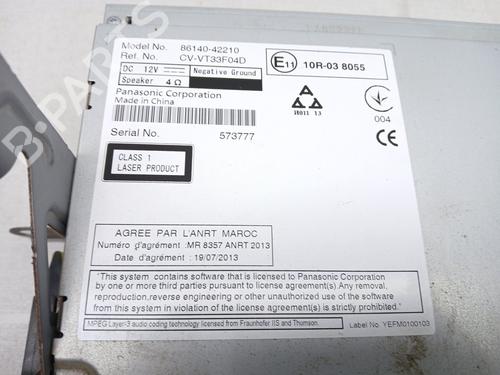 Model No. 86140-42210
Ref. No. CV-VT33F04D
DC 12V Negative Ground
Speaker 4 Ω
Panasonic Corporation
Made in China
Serial No. 573777
E11 10R-03 8055
I8011 13
004
CE
CLASS 1
LASER PRODUCT
AGREE PAR L'ANRT MAROC
Numéro d'agrément : MR 8357 ANRT 2013
Date d'agrément : 19/07/2013
"This system contains software that is licensed to Panasonic Corporation
by one or more third parties pursuant to license agreement(s). Any removal,
reproduction, reverse engineering or other unauthorized use of the software
in violation of the license agreement(s) is strictly prohibited."
MPEG Layer-3 audio coding technology licensed from Fraunhofer IIS and Thomson.
Label No. YEFM0100103